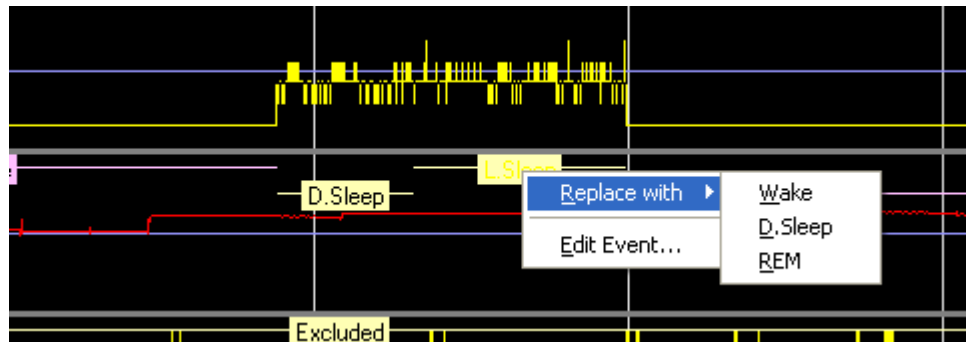 L.Sleep
D.Sleep
Replace with
Edit Event...
Wake
D.Sleep
REM
Excluded